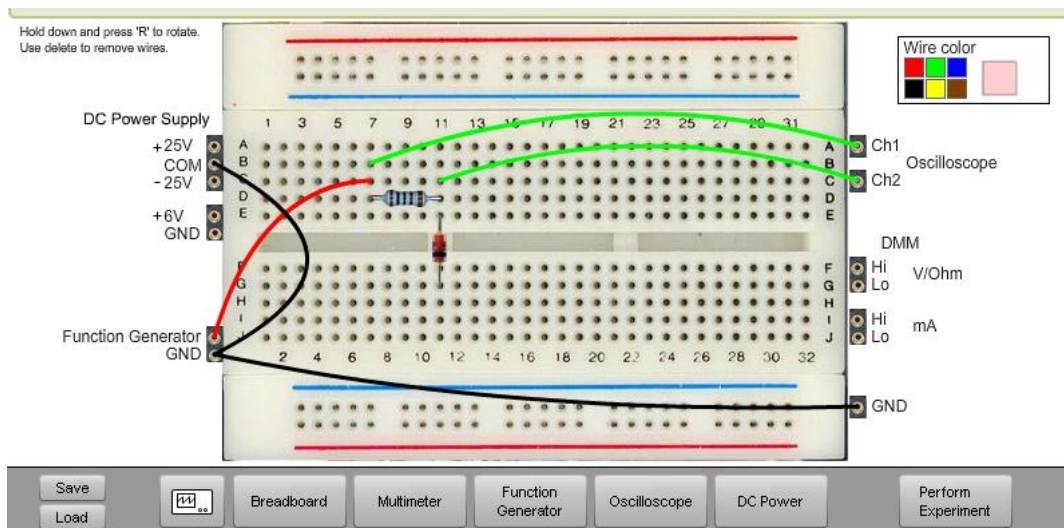 Hold down and press 'R' to rotate.
Use delete to remove wires.
Wire color
DC Power Supply
1 3 5 7 9 11 13 15 17 19 21 23 25 27 29 31
+25V A A Ch1
COM B B Oscilloscope
-25V C C Ch2
D D
+6V E E
GND
DMM
F F Hi V/Ohm
G G Lo
H H
I I Hi mA
Function Generator J J Lo
GND 2 4 6 8 10 12 14 16 18 20 22 24 26 28 30 32
GND
Save
Load
Breadboard
Multimeter
Function
Generator
Oscilloscope
DC Power
Perform
Experiment